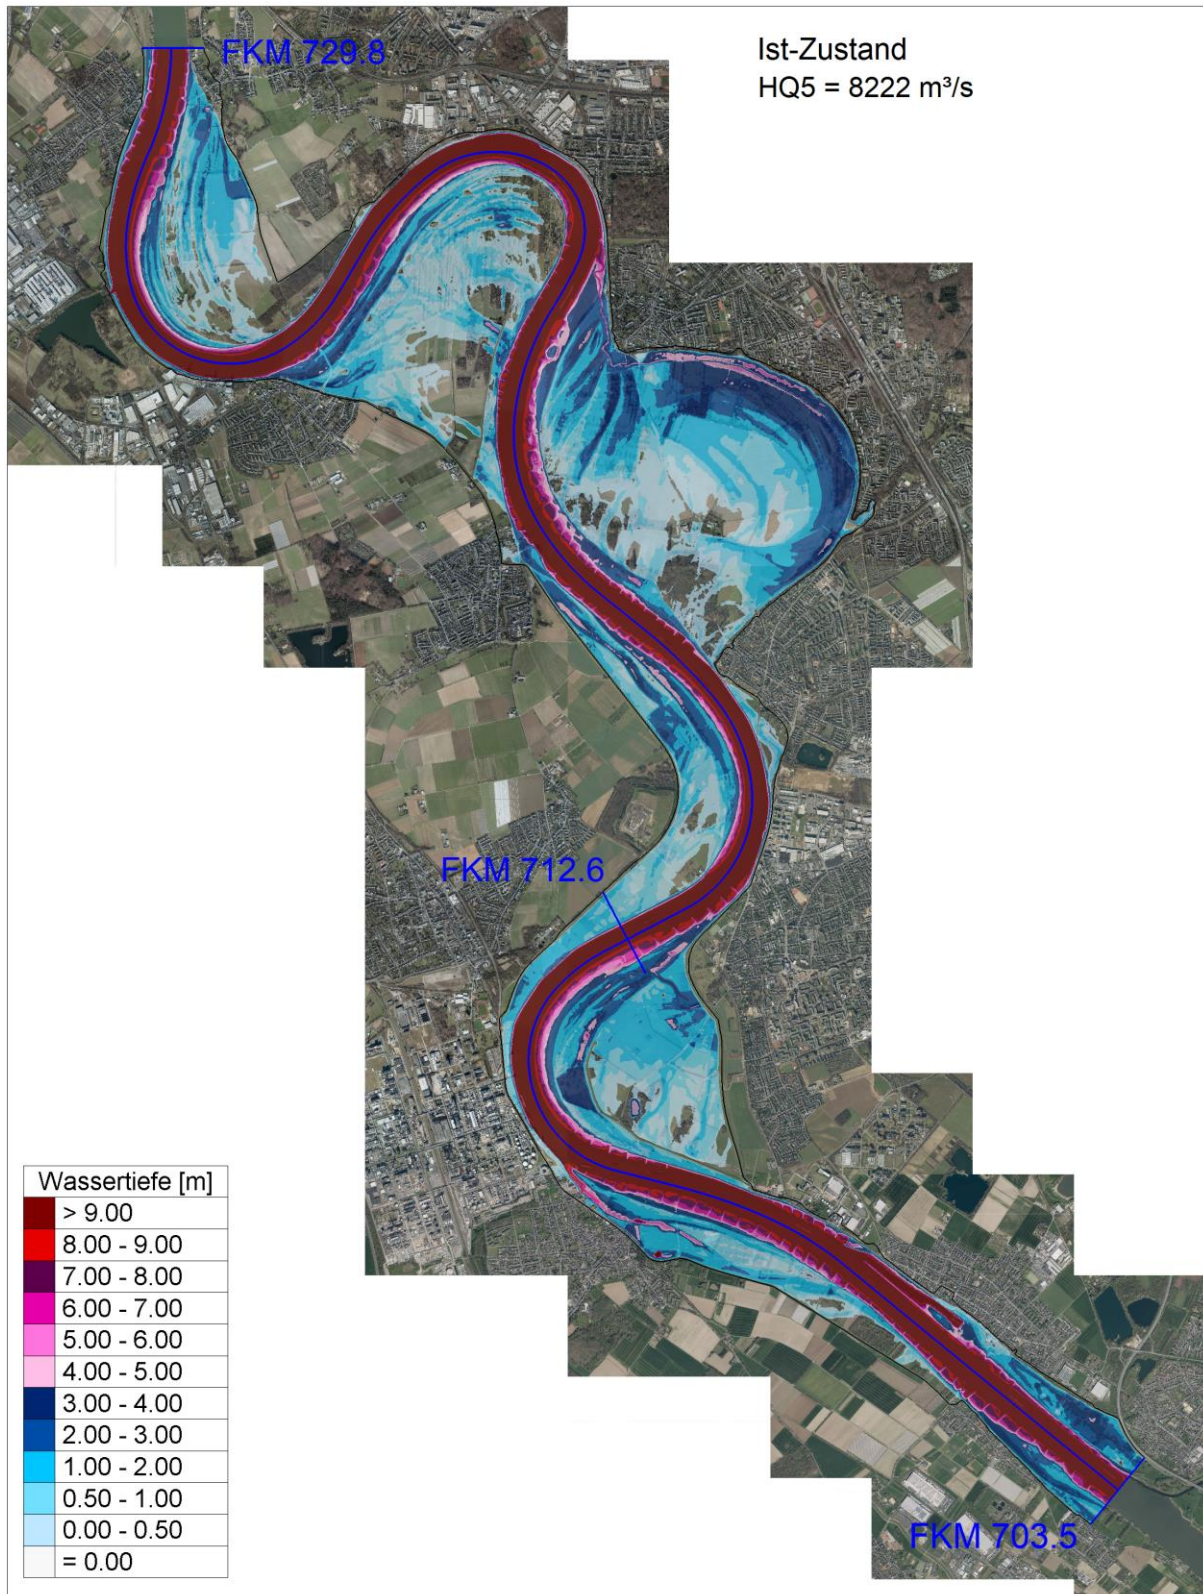 FKM 729.8
Ist-Zustand
HQ5 = 8222 m³/s
FKM 712.6
Wassertiefe [m]
> 9.00
8.00 - 9.00
7.00 - 8.00
6.00 - 7.00
5.00 - 6.00
4.00 - 5.00
3.00 - 4.00
2.00 - 3.00
1.00 - 2.00
0.50 - 1.00
0.00 - 0.50
= 0.00
FKM 703.5